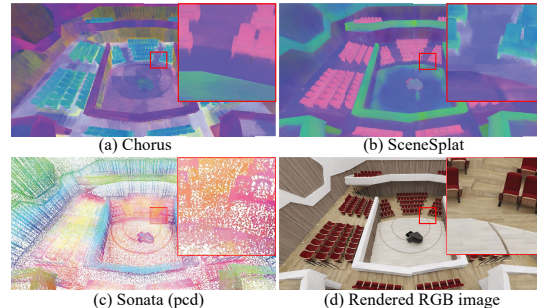 (a) Chorus
(b) SceneSplat
(c) Sonata (pcd)
(d) Rendered RGB image